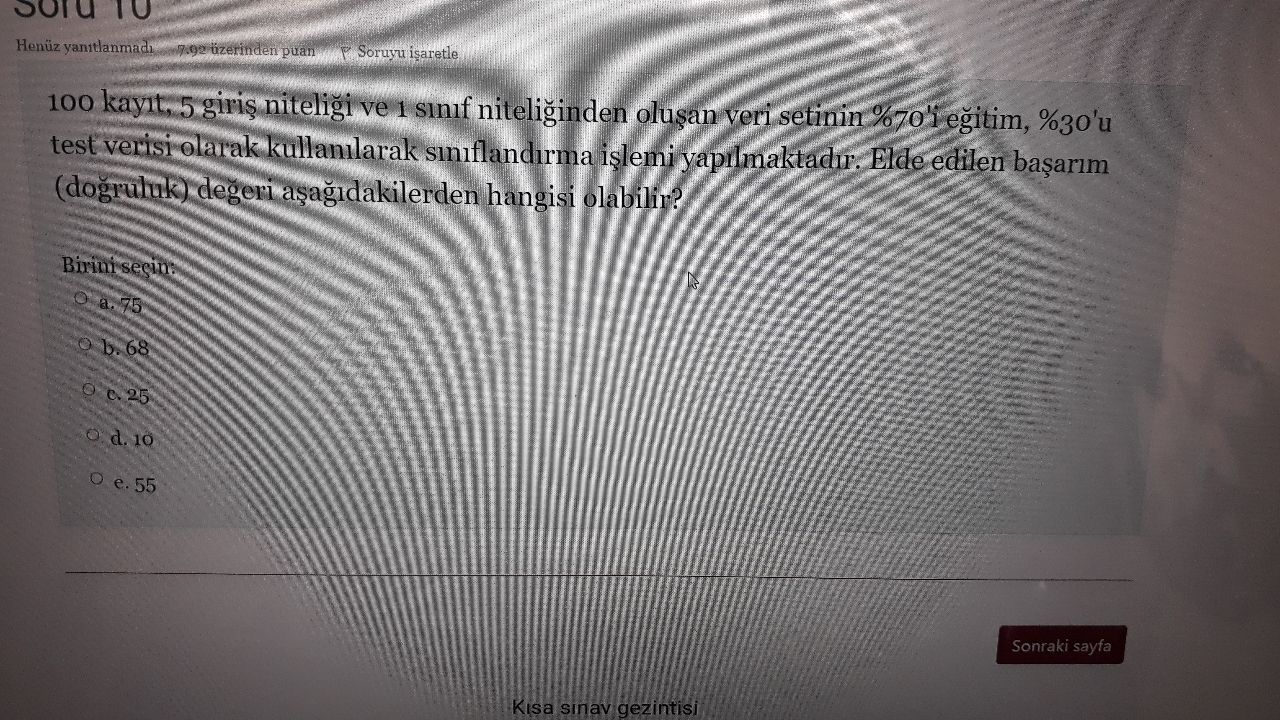 Soru 10
Henüz yanıtlanmadı 7.92 üzerinden puan Soruyu işaretle
100 kayıt, 5 giriş niteliği ve 1 sınıf niteliğinden oluşan veri setinin %70'i eğitim, %30'u
test verisi olarak kullanılarak sınıflandırma işlemi yapılmaktadır. Elde edilen başarım
(doğruluk) değeri aşağıdakilerden hangisi olabilir?
Birini seçin:
a. 75
b. 68
c. 25
d. 10
e. 55
Sonraki sayfa
Kısa sınav gezintisi